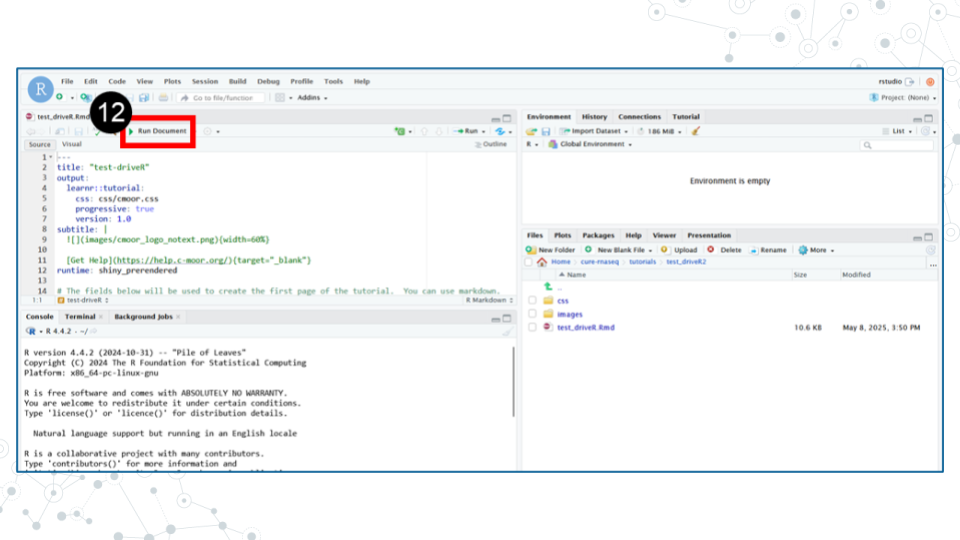 File Edit Code View Plots Session Build Debug Profile Tools Help
rstudio
R
Go to file/function
Addins
Project: (None)
12
test_driveR.Rmd
Run Document
Run
Source Visual
Outline
1 ---
2 title: "test-driveR"
3 output:
4 learnr::tutorial:
5 css: css/cmoor.css
6 progressive: true
7 version: 1.0
8 subtitle: |
9 ![](images/cmoor_logo_notext.png){width=60%}
10
11 [Get Help](https://help.c-moor.org/){target="_blank"}
12 runtime: shiny_prerendered
13
14 # The fields below will be used to create the first page of the tutorial. You can use markdown.
1:1 test-driveR R Markdown
Console Terminal Background Jobs
R 4.4.2 · ~/
R version 4.4.2 (2024-10-31) -- "Pile of Leaves"
Copyright (C) 2024 The R Foundation for Statistical Computing
Platform: x86_64-pc-linux-gnu
R is free software and comes with ABSOLUTELY NO WARRANTY.
You are welcome to redistribute it under certain conditions.
Type 'license()' or 'licence()' for distribution details.
Natural language support but running in an English locale
R is a collaborative project with many contributors.
Type 'contributors()' for more information and
Environment History Connections Tutorial
Import Dataset 186 MiB List
R Global Environment
Environment is empty
Files Plots Packages Help Viewer Presentation
New Folder New Blank File Upload Delete Rename More
Home cure-rnaseq tutorials test_driveR2 ...
Name Size Modified
..
css
images
test_driveR.Rmd 10.6 KB May 8, 2025, 3:50 PM